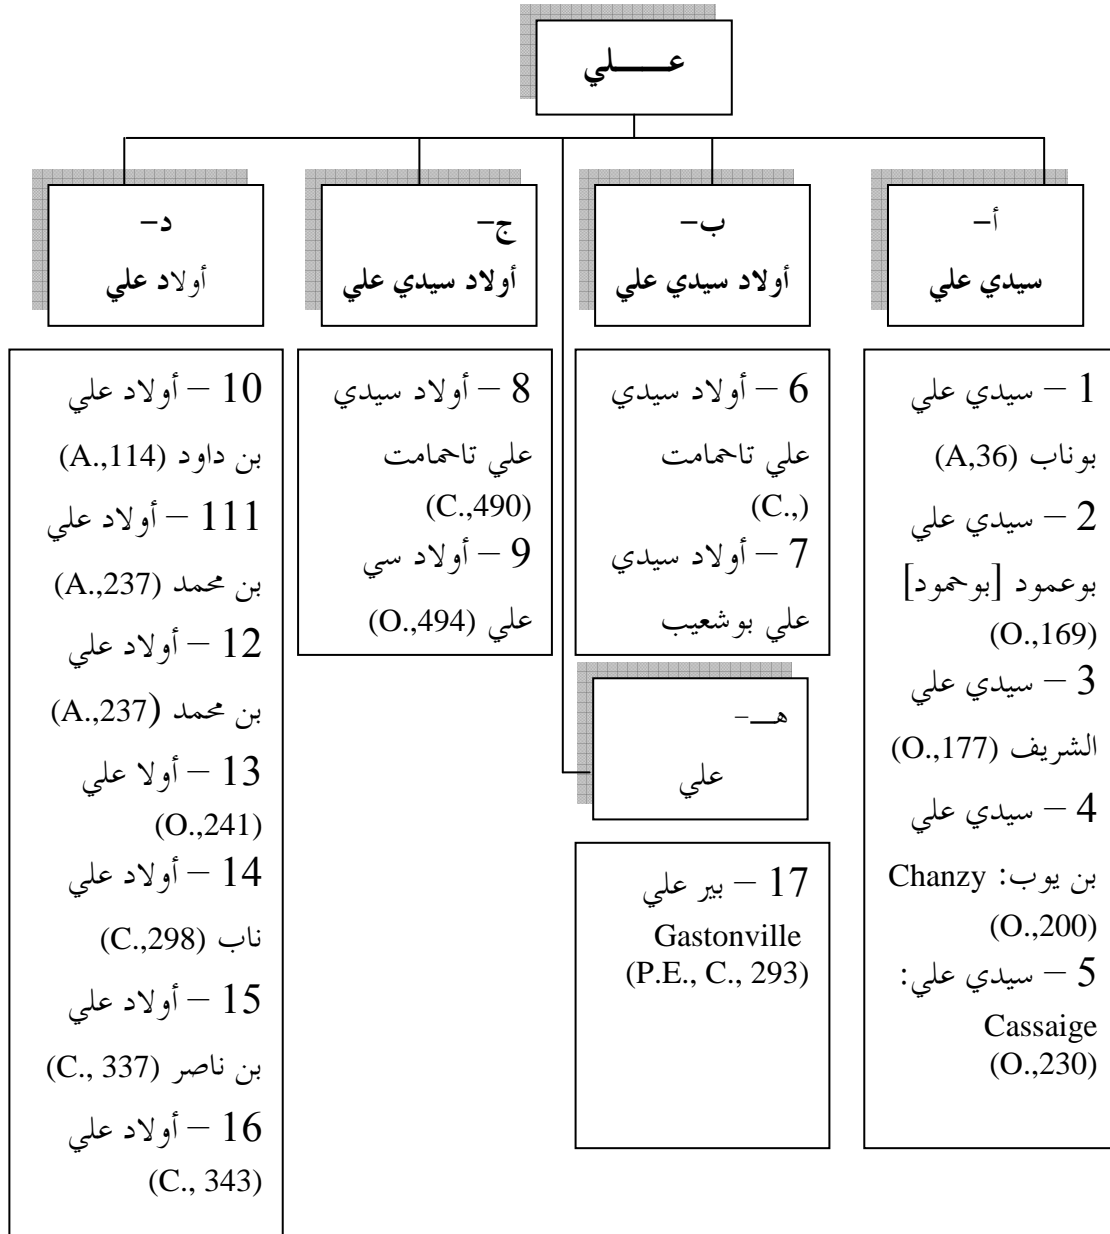 عــــلي
أ–
سيدي علي
1 – سيدي علي
بوناب (A,36)
2 – سيدي علي
بوعمود [بوحمود]
(O.,169)
3 – سيدي علي
الشريف (O.,177)
4 – سيدي علي
بن يوب: Chanzy
(O.,200)
5 – سيدي علي:
Cassaige
(O.,230)
ب–
أولاد سيدي علي
6 – أولاد سيدي
علي تاحمامت
(C.,)
7 – أولاد سيدي
علي بوشعيب
ج–
أولاد سيدي علي
8 – أولاد سيدي
علي تاحمامت
(C.,490)
9 – أولاد سي
علي (O.,494)
د–
أولاد علي
10 – أولاد علي
بن داود (A.,114)
111 – أولاد علي
بن محمد (A.,237)
12 – أولاد علي
بن محمد (A.,237)
13 – أولا علي
(O.,241)
14 – أولاد علي
ناب (C.,298)
15 – أولاد علي
بن ناصر (C., 337)
16 – أولاد علي
(C., 343)
هــ-
علي
17 – بير علي
Gastonville
(P.E., C., 293)